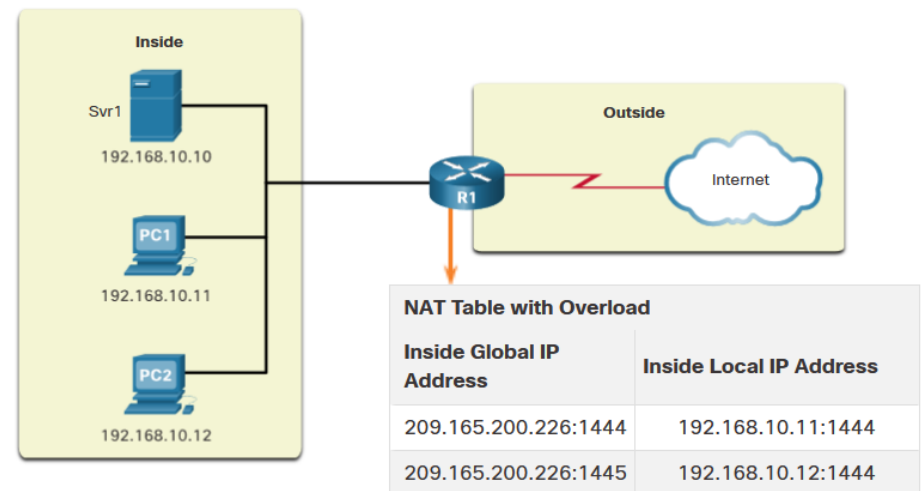 Inside
Svr1
192.168.10.10
PC1
192.168.10.11
PC2
192.168.10.12
R1
Outside
Internet
NAT Table with Overload
Inside Global IP
Address
Inside Local IP Address
209.165.200.226:1444 192.168.10.11:1444
209.165.200.226:1445 192.168.10.12:1444